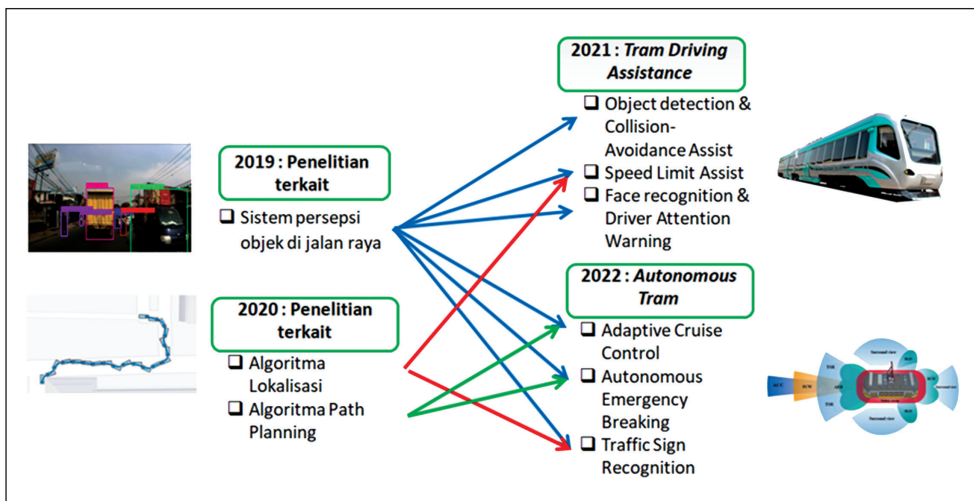 2019 : Penelitian
terkait
❑ Sistem persepsi
objek di jalan raya
2020 : Penelitian
terkait
❑ Algoritma
Lokalisasi
❑ Algoritma Path
Planning
2021 : Tram Driving
Assistance
❑ Object detection &
Collision-
Avoidance Assist
❑ Speed Limit Assist
❑ Face recognition &
Driver Attention
Warning
2022 : Autonomous
Tram
❑ Adaptive Cruise
Control
❑ Autonomous
Emergency
Breaking
❑ Traffic Sign
Recognition